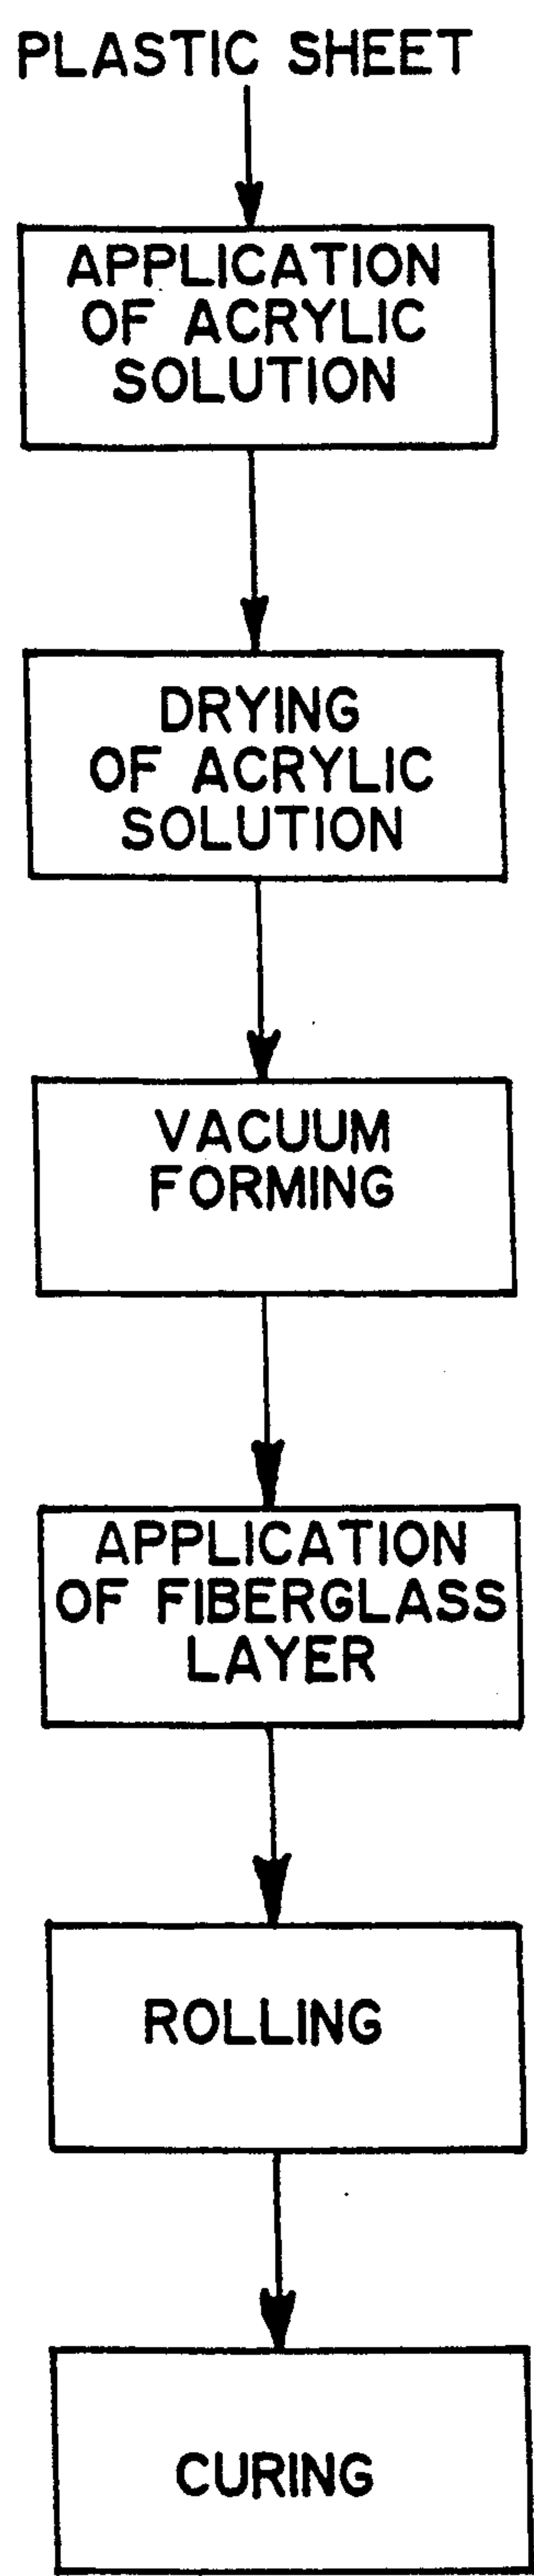 PLASTIC SHEET
APPLICATION
OF ACRYLIC
SOLUTION
DRYING
OF ACRYLIC
SOLUTION
VACUUM
FORMING
APPLICATION
OF FIBERGLASS
LAYER
ROLLING
CURING